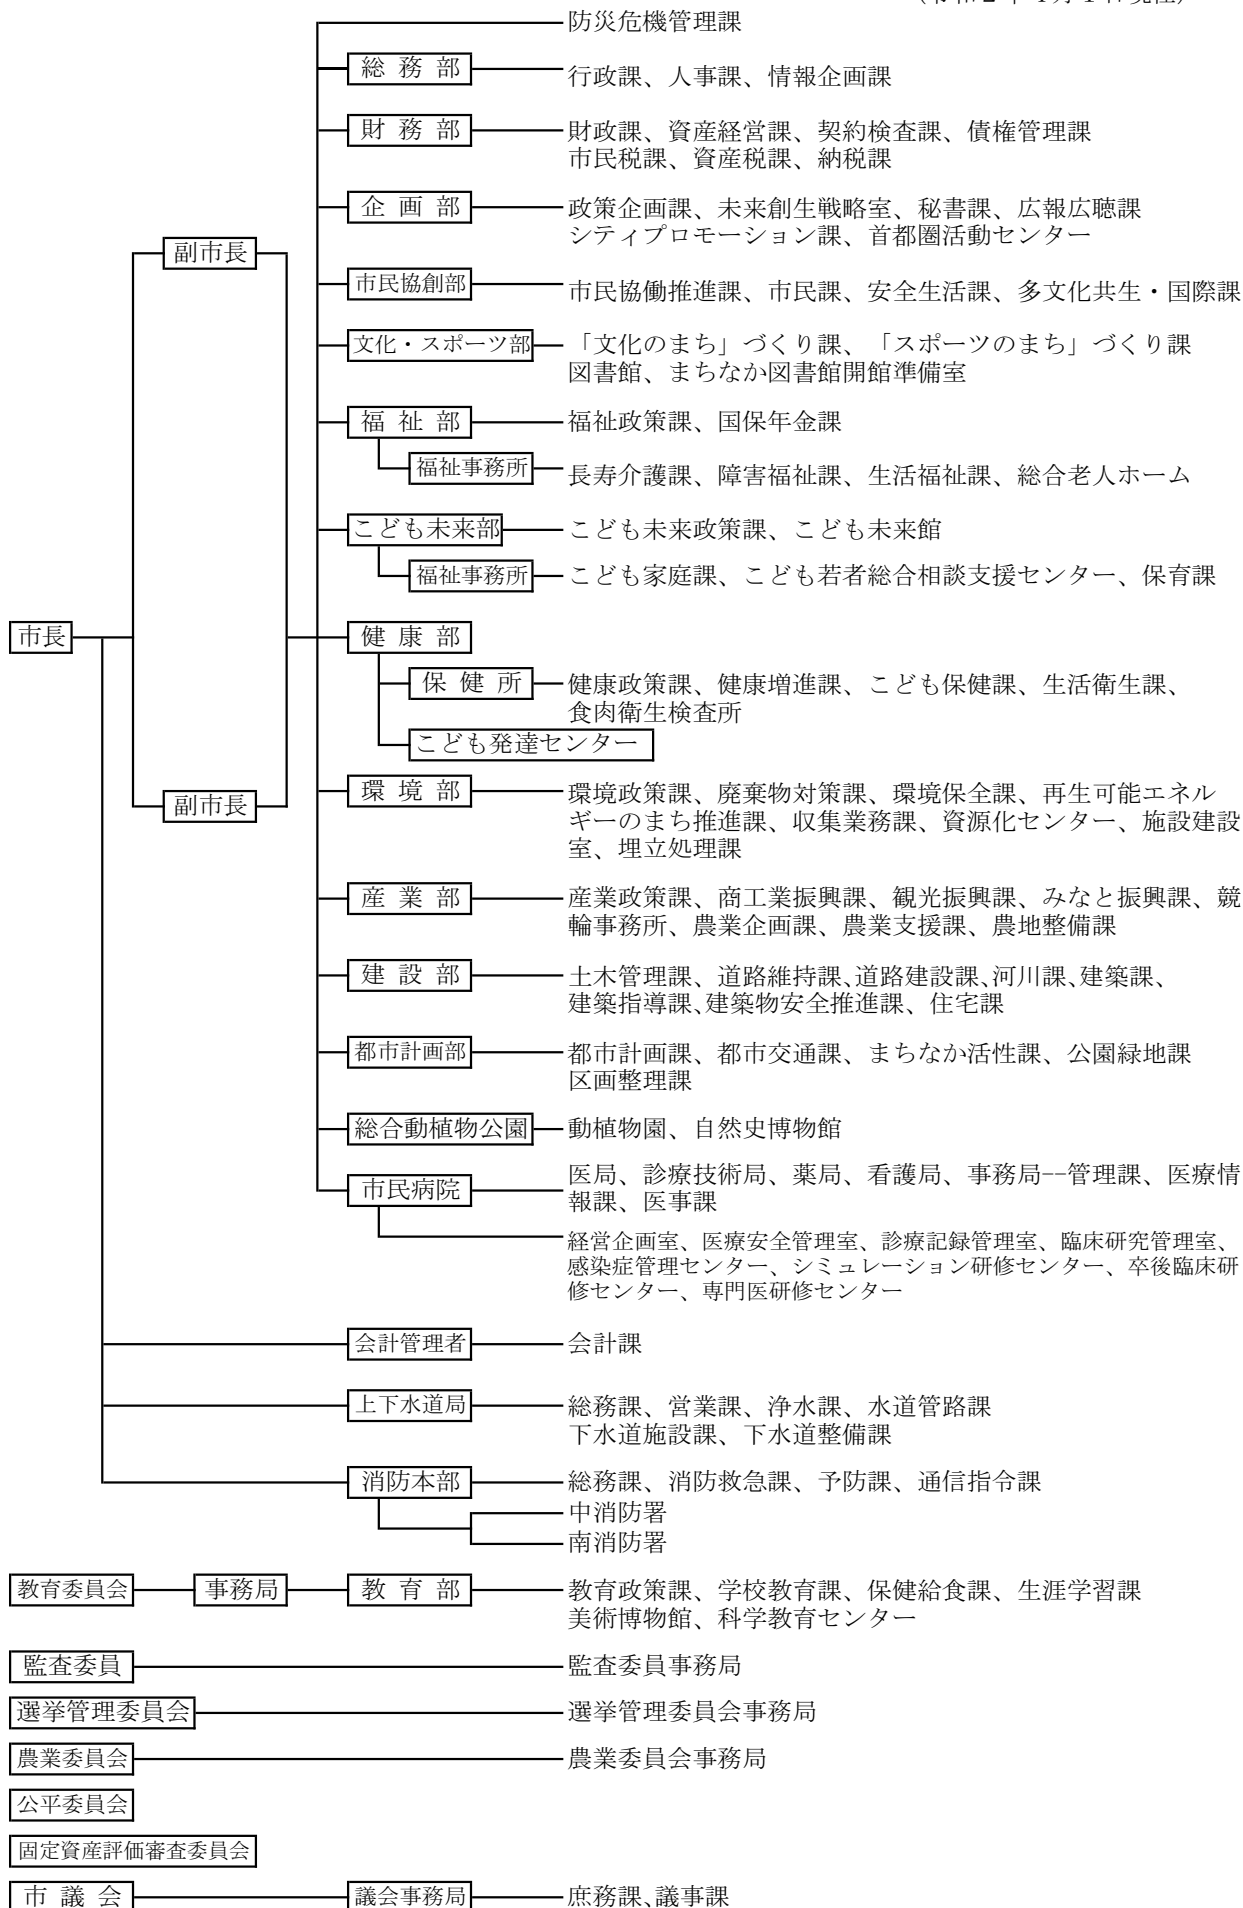 防災危機管理課
総務部
行政課、人事課、情報企画課
財務部
財政課、資産経営課、契約検査課、債権管理課
市民税課、資産税課、納税課
企画部
政策企画課、未来創生戦略室、秘書課、広報広聴課
シティプロモーション課、首都圏活動センター
副市長
市民協創部
市民協働推進課、市民課、安全生活課、多文化共生・国際課
文化・スポーツ部
「文化のまち」づくり課、「スポーツのまち」づくり課
図書館、まちなか図書館開館準備室
福祉部
福祉政策課、国保年金課
福祉事務所
長寿介護課、障害福祉課、生活福祉課、総合老人ホーム
こども未来部
こども未来政策課、こども未来館
福祉事務所
こども家庭課、こども若者総合相談支援センター、保育課
市長
健康部
保健所
健康政策課、健康増進課、こども保健課、生活衛生課、
食肉衛生検査所
こども発達センター
副市長
環境部
環境政策課、廃棄物対策課、環境保全課、再生可能エネル
ギーのまち推進課、収集業務課、資源化センター、施設建設
室、埋立処理課
産業部
産業政策課、商工業振興課、観光振興課、みなと振興課、競
輪事務所、農業企画課、農業支援課、農地整備課
建設部
土木管理課、道路維持課、道路建設課、河川課、建築課、
建築指導課、建築物安全推進課、住宅課
都市計画部
都市計画課、都市交通課、まちなか活性課、公園緑地課
区画整理課
総合動植物公園
動植物園、自然史博物館
市民病院
医局、診療技術局、薬局、看護局、事務局--管理課、医療情
報課、医事課
経営企画室、医療安全管理室、診療記録管理室、臨床研究管理室、
感染症管理センター、シミュレーション研修センター、卒後臨床研
修センター、専門医研修センター
会計管理者
会計課
上下水道局
総務課、営業課、浄水課、水道管路課
下水道施設課、下水道整備課
消防本部
総務課、消防救急課、予防課、通信指令課
中消防署
南消防署
教育委員会
事務局
教育部
教育政策課、学校教育課、保健給食課、生涯学習課
美術博物館、科学教育センター
監査委員
監査委員事務局
選挙管理委員会
選挙管理委員会事務局
農業委員会
農業委員会事務局
公平委員会
固定資産評価審査委員会
市議会
議会事務局
庶務課、議事課